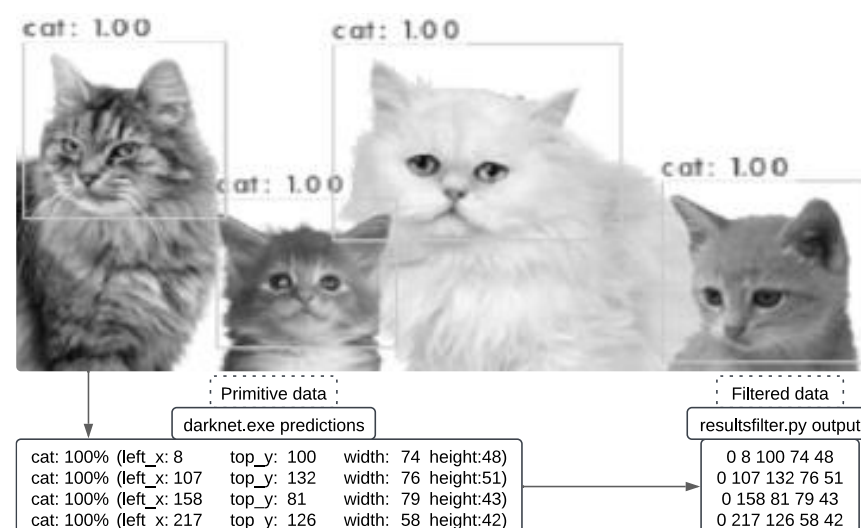 cat: 1.00
cat: 1.00
cat: 1.00
cat: 1.00
Primitive data
darknet.exe predictions
cat: 100% (left_x: 8 top_y: 100 width: 74 height:48)
cat: 100% (left_x: 107 top_y: 132 width: 76 height:51)
cat: 100% (left_x: 158 top_y: 81 width: 79 height:43)
cat: 100% (left_x: 217 top_y: 126 width: 58 height:42)
Filtered data
resultsfilter.py output
0 8 100 74 48
0 107 132 76 51
0 158 81 79 43
0 217 126 58 42